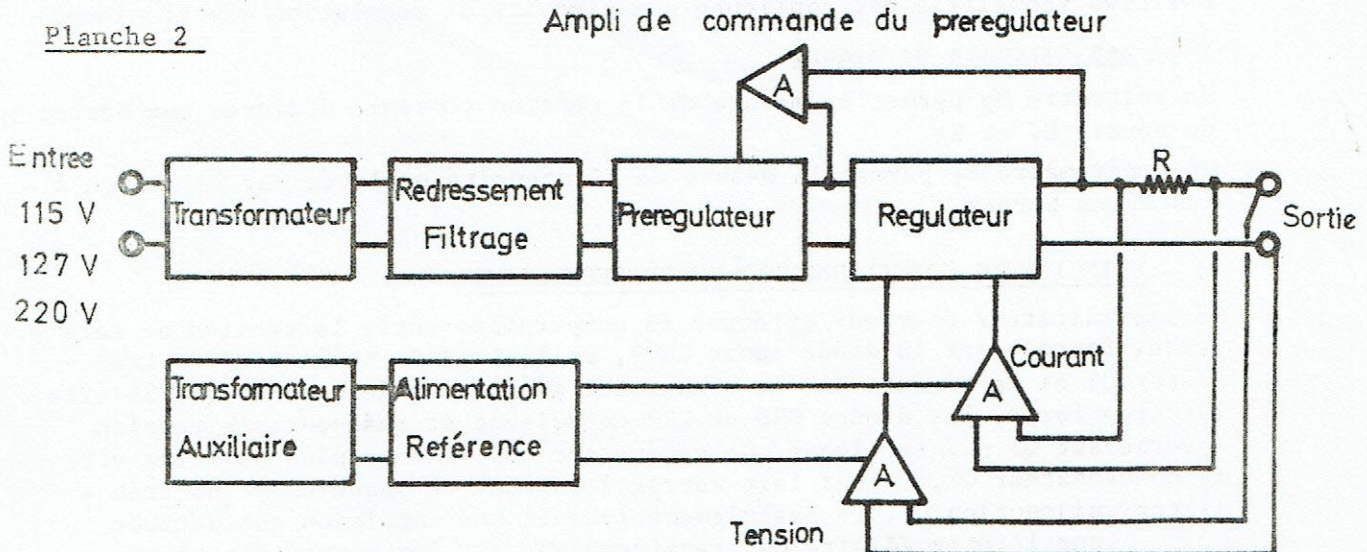 Planche 2
Ampli de commande du preregulateur
A
Entree
115 V
127 V
220 V
Transformateur
Redressement
Filtrage
Preregulateur
Regulateur
R
Sortie
Transformateur
Auxiliaire
Alimentation
Reférence
Courant
A
A
Tension